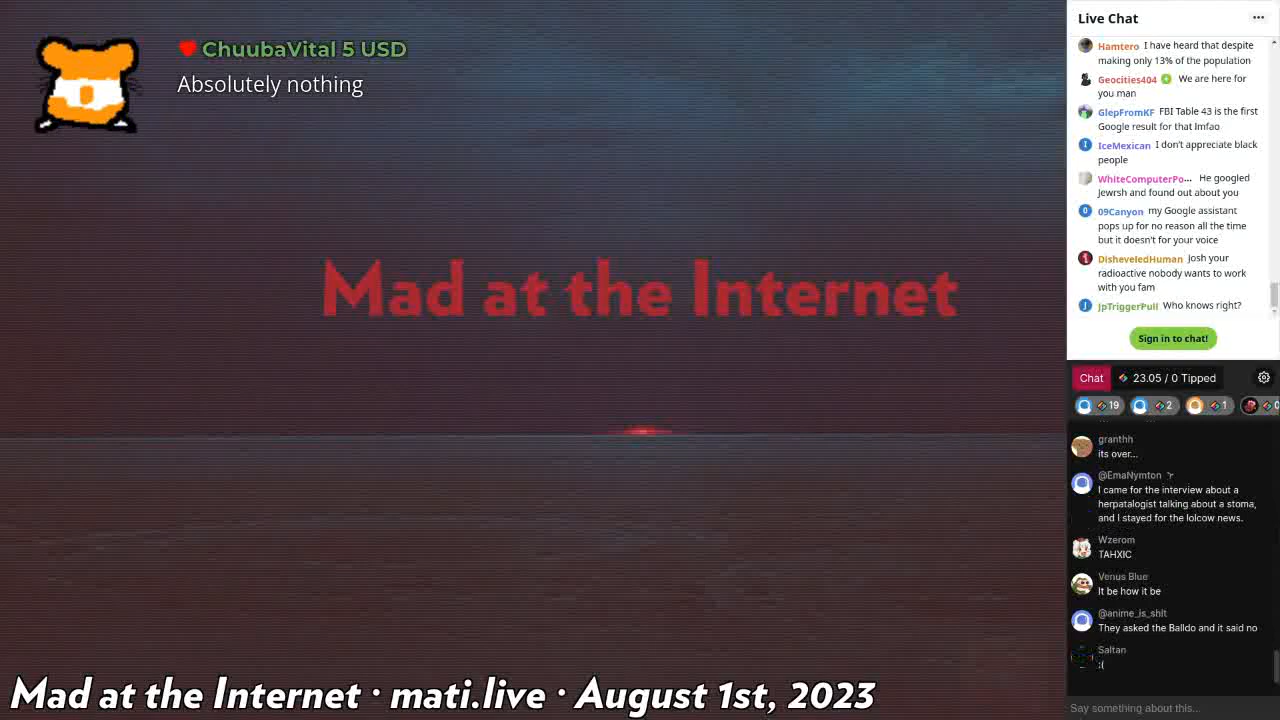 ChuubaVital 5 USD
Absolutely nothing
Mad at the Internet
Mad at the Internet · mati.live · August 1st, 2023
Live Chat
Hamtero I have heard that despite
making only 13% of the population
Geocities404 We are here for
you man
GlepFromKF FBI Table 43 is the first
Google result for that lmfao
IceMexican I don't appreciate black
people
WhiteComputerPo... He googled
Jewrsh and found out about you
09Canyon my Google assistant
pops up for no reason all the time
but it doesn't for your voice
DisheveledHuman Josh your
radioactive nobody wants to work
with you fam
JpTriggerPull Who knows right?
Sign in to chat!
Chat 23.05 / 0 Tipped
19 2 1 0
granthh
its over...
@EmaNymton
I came for the interview about a
herpatalogist talking about a stoma,
and I stayed for the lolcow news.
Wzerom
TAHXIC
Venus Blue
It be how it be
@anime_is_shit
They asked the Balldo and it said no
Saltan
:(
Say something about this...